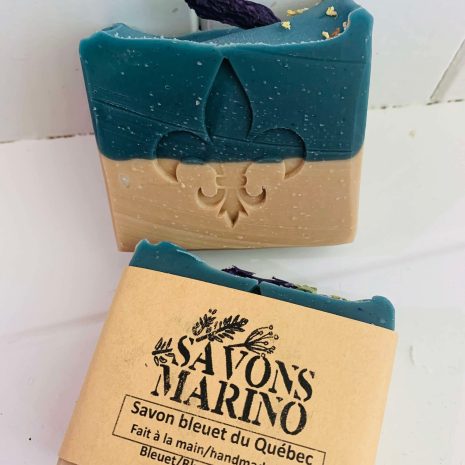 SAVONS
MARINO
Savon bleuet du Québec
Fait à la main/handmade